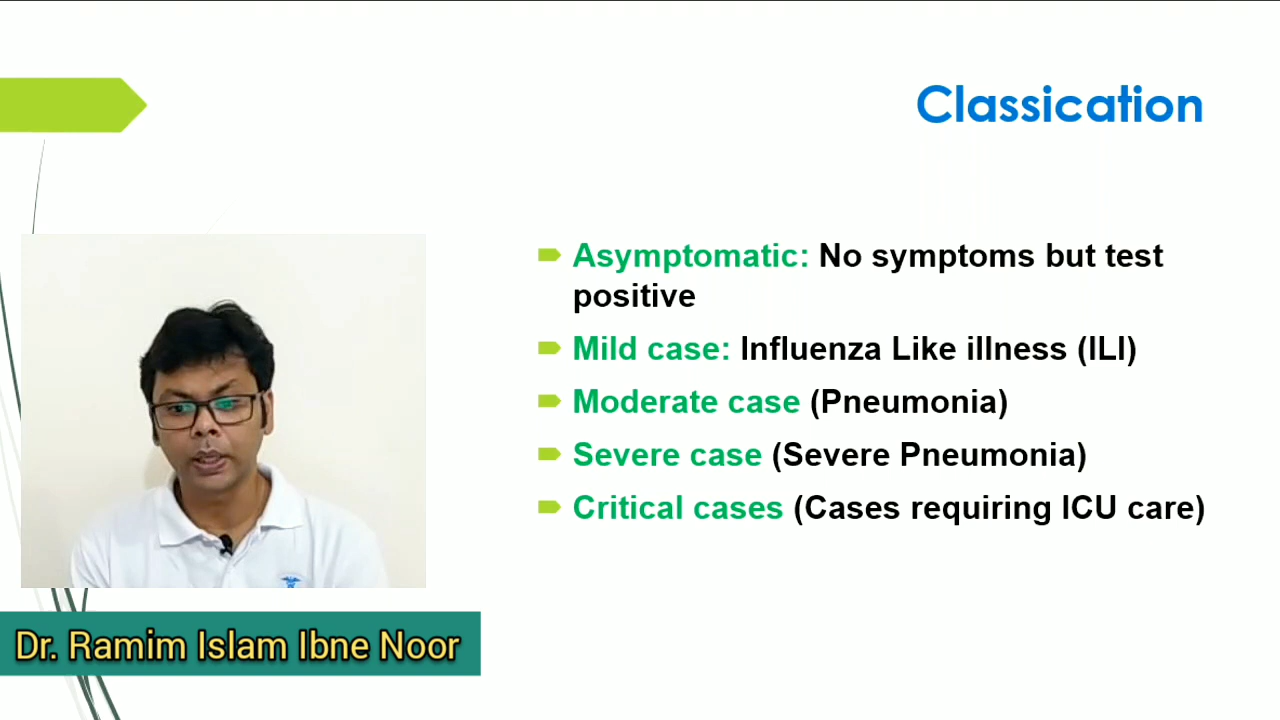 Classication
Asymptomatic: No symptoms but test
positive
Mild case: Influenza Like illness (ILI)
Moderate case (Pneumonia)
Severe case (Severe Pneumonia)
Critical cases (Cases requiring ICU care)
Dr. Ramim Islam Ibne Noor